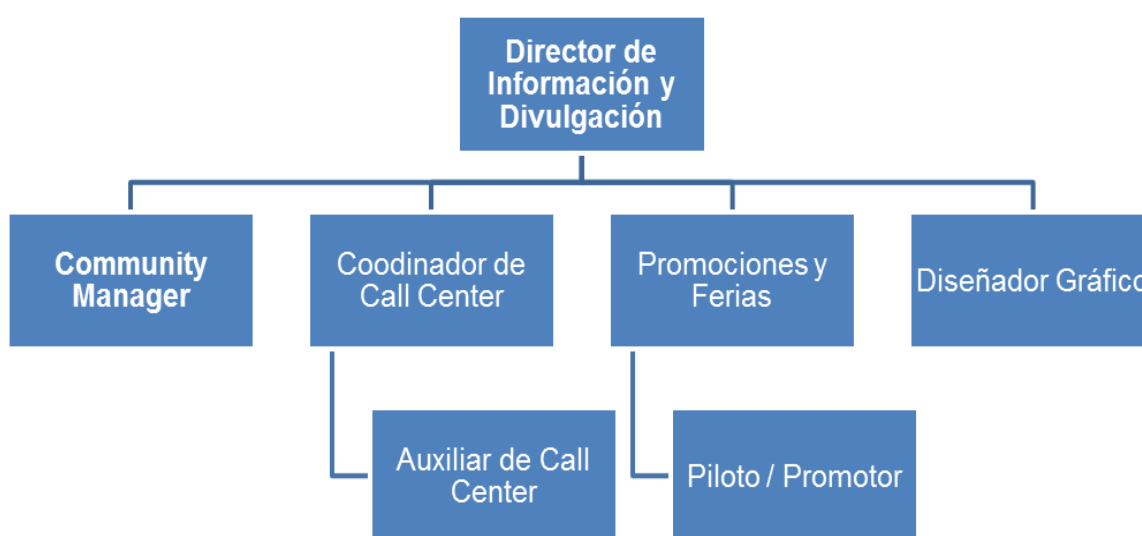 Director de
Información y
Divulgación
Community
Manager
Coodinador de
Call Center
Promociones y
Ferias
Diseñador Gráfico
Auxiliar de Call
Center
Piloto / Promotor